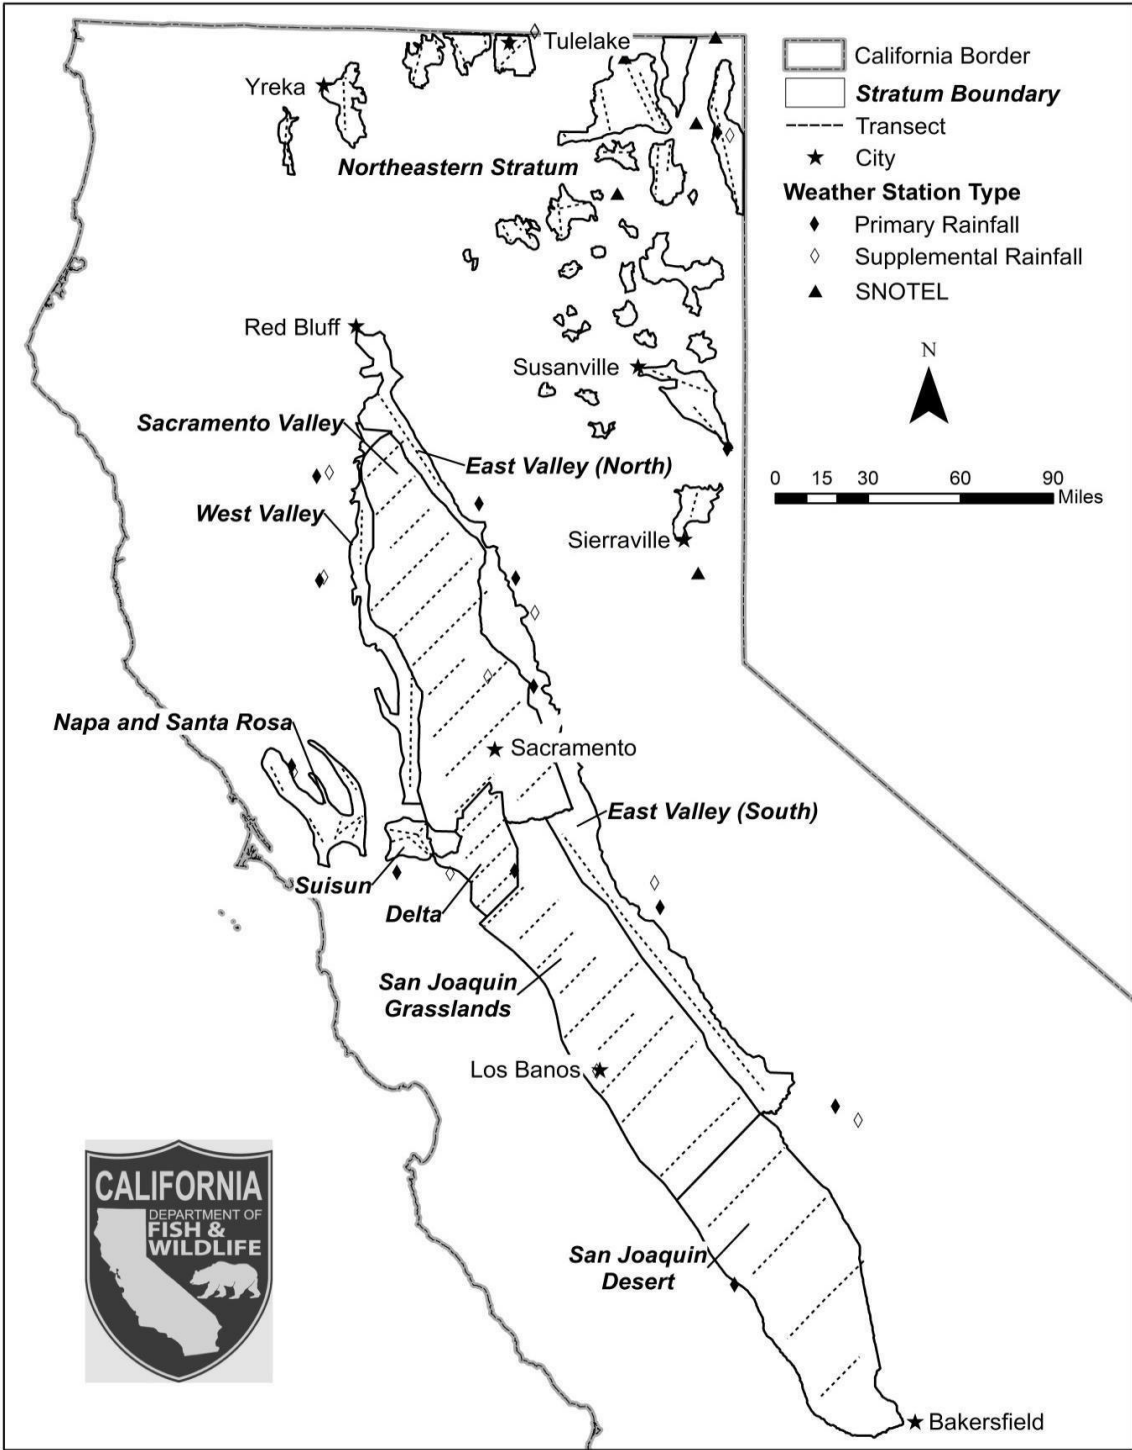 Tulelake
Yreka
Northeastern Stratum
California Border
Stratum Boundary
Transect
City
Weather Station Type
Primary Rainfall
Supplemental Rainfall
SNOTEL
N
0 15 30 60 90
Miles
Red Bluff
Susanville
Sacramento Valley
East Valley (North)
West Valley
Sierraville
Napa and Santa Rosa
Sacramento
East Valley (South)
Suisun
Delta
San Joaquin
Grasslands
Los Banos
San Joaquin
Desert
Bakersfield
CALIFORNIA
DEPARTMENT OF
FISH &
WILDLIFE